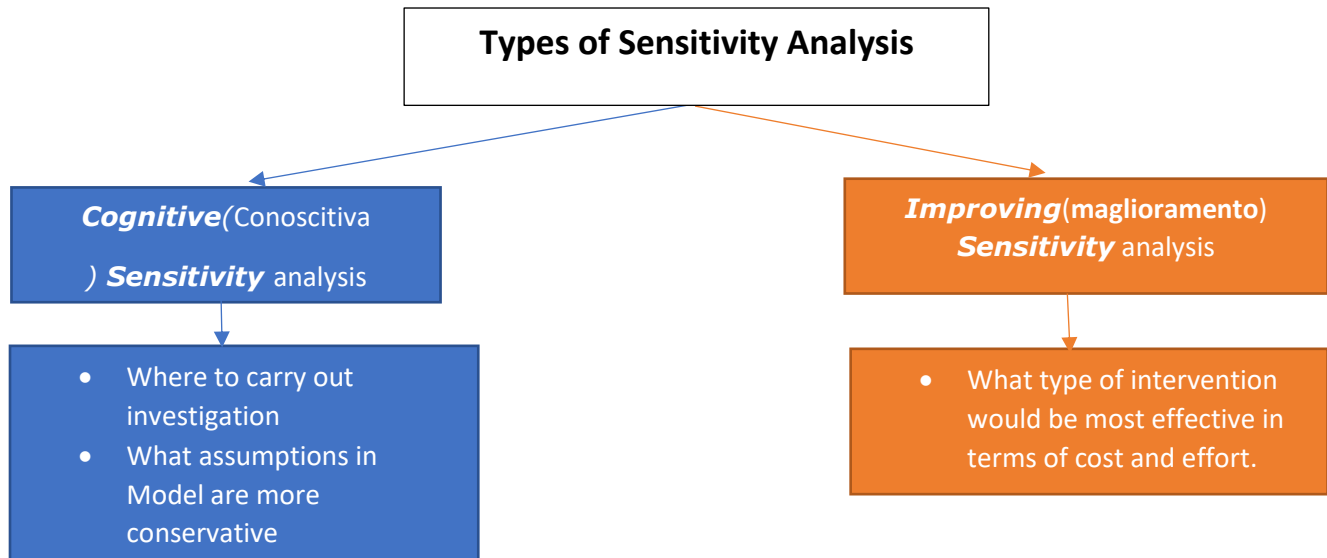 Types of Sensitivity Analysis
Cognitive(Conoscitiva
) Sensitivity analysis
• Where to carry out
investigation
• What assumptions in
Model are more
conservative
Improving(maglioramento)
Sensitivity analysis
• What type of intervention
would be most effective in
terms of cost and effort.